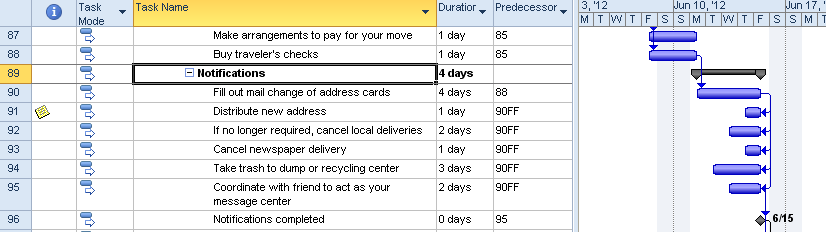 Task Mode Task Name Duration Predecessor 3, '12 Jun 10, '12 Jun 17,
M T W T F S S M T W T F S S M T
87 Make arrangements to pay for your move 1 day 85
88 Buy traveler's checks 1 day 85
89 Notifications 4 days
90 Fill out mail change of address cards 4 days 88
91 Distribute new address 1 day 90FF
92 If no longer required, cancel local deliveries 2 days 90FF
93 Cancel newspaper delivery 1 day 90FF
94 Take trash to dump or recycling center 3 days 90FF
95 Coordinate with friend to act as your 2 days 90FF
message center
96 Notifications completed 0 days 95 6/15